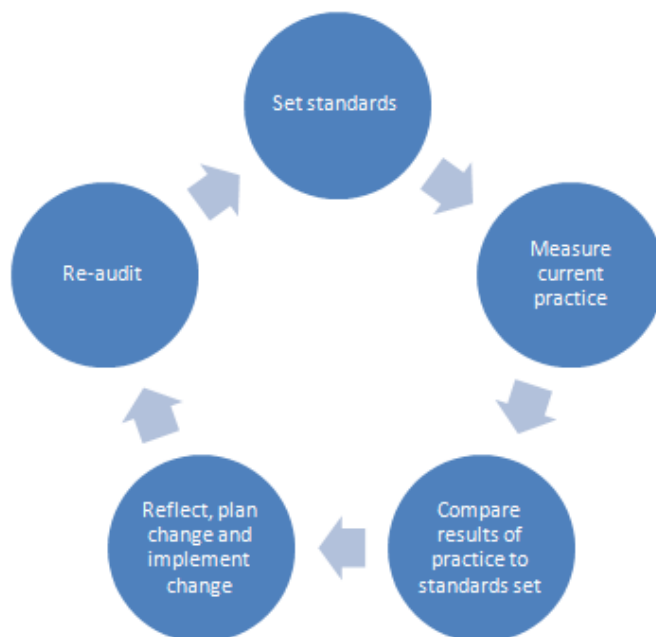 Set standards
Measure
current
practice
Compare
results of
practice to
standards set
Reflect, plan
change and
implement
change
Re-audit